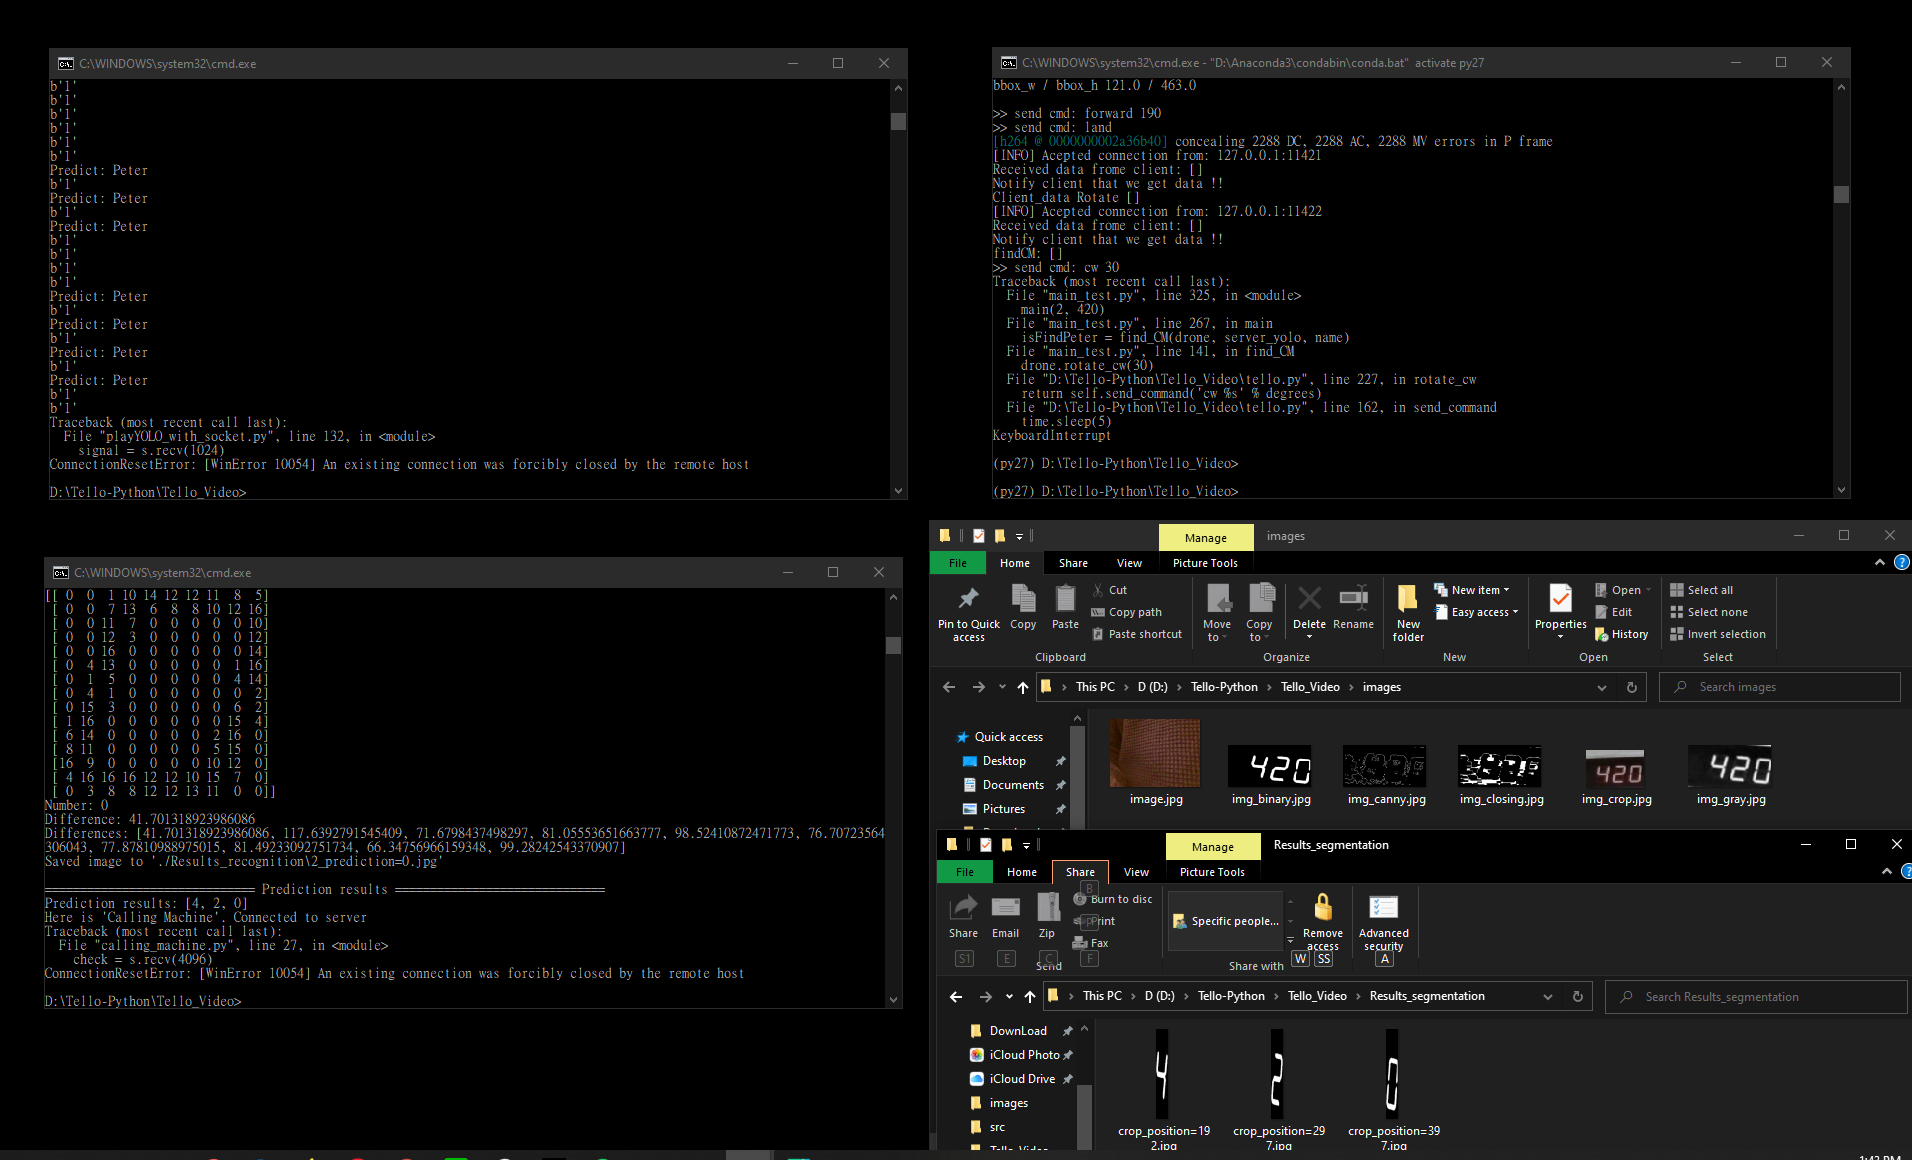 C:\WINDOWS\system32\cmd.exe
b'1'
b'1'
b'1'
b'1'
b'1'
b'1'
Predict: Peter
b'1'
Predict: Peter
b'1'
Predict: Peter
b'1'
b'1'
b'1'
b'1'
Predict: Peter
b'1'
Predict: Peter
b'1'
Predict: Peter
b'1'
Predict: Peter
b'1'
b'1'
Traceback (most recent call last):
File "playYOLO_with_socket.py", line 132, in <module>
signal = s.recv(1024)
ConnectionResetError: [WinError 10054] An existing connection was forcibly closed by the remote host
D:\Tello-Python\Tello_Video>
C:\WINDOWS\system32\cmd.exe - "D:\Anaconda3\condabin\conda.bat" activate py27
bbox_w / bbox_h 121.0 / 463.0
>> send cmd: forward 190
>> send cmd: land
[h264 @ 0000000002a36b40] concealing 2288 DC, 2288 AC, 2288 MV errors in P frame
[INFO] Acepted connection from: 127.0.0.1:11421
Received data frome client: []
Notify client that we get data !!
Client_data Rotate []
[INFO] Acepted connection from: 127.0.0.1:11422
Received data frome client: []
Notify client that we get data !!
findCM: []
>> send cmd: cw 30
Traceback (most recent call last):
File "main_test.py", line 325, in <module>
main(2, 420)
File "main_test.py", line 267, in main
isFindPeter = find_CM(drone, server_yolo, name)
File "main_test.py", line 141, in find_CM
drone.rotate_cw(30)
File "D:\Tello-Python\Tello_Video\tello.py", line 227, in rotate_cw
return self.send_command('cw %s' % degrees)
File "D:\Tello-Python\Tello_Video\tello.py", line 162, in send_command
time.sleep(5)
KeyboardInterrupt
(py27) D:\Tello-Python\Tello_Video>
(py27) D:\Tello-Python\Tello_Video>
C:\WINDOWS\system32\cmd.exe
[[ 0 0 1 10 14 12 12 11 8 5]
[ 0 0 7 13 6 8 8 10 12 16]
[ 0 0 11 7 0 0 0 0 0 10]
[ 0 0 12 3 0 0 0 0 0 12]
[ 0 0 16 0 0 0 0 0 0 14]
[ 0 4 13 0 0 0 0 0 1 16]
[ 0 1 5 0 0 0 0 0 4 14]
[ 0 4 1 0 0 0 0 0 0 2]
[ 0 15 3 0 0 0 0 0 6 2]
[ 1 16 0 0 0 0 0 0 15 4]
[ 6 14 0 0 0 0 0 2 16 0]
[ 8 11 0 0 0 0 0 5 15 0]
[16 9 0 0 0 0 0 10 12 0]
[ 4 16 16 16 12 12 10 15 7 0]
[ 0 3 8 8 12 12 13 11 0 0]]
Number: 0
Difference: 41.701318923986086
Differences: [41.701318923986086, 117.6392791545409, 71.6798437498297, 81.05553651663777, 98.52410872471773, 76.70723564
306043, 77.87810988975015, 81.49233092751734, 66.34756966159348, 99.28242543370907]
Saved image to './Results_recognition\2_prediction=0.jpg'
============================== Prediction results ==============================
Prediction results: [4, 2, 0]
Here is 'Calling Machine'. Connected to server
Traceback (most recent call last):
File "calling_machine.py", line 27, in <module>
check = s.recv(4096)
ConnectionResetError: [WinError 10054] An existing connection was forcibly closed by the remote host
D:\Tello-Python\Tello_Video>
Manage images
File Home Share View Picture Tools
Pin to Quick access Copy Paste Cut Copy path Paste shortcut Move to Copy to Delete Rename New folder New item Easy access Properties Open Edit History Select all Select none Invert selection
Clipboard Organize New Open Select
This PC D (D:) Tello-Python Tello_Video images Search images
Quick access
Desktop
Documents
Pictures
420 420 420
image.jpg img_binary.jpg img_canny.jpg img_closing.jpg img_crop.jpg img_gray.jpg
Manage Results_segmentation
File Home Share View Picture Tools
Share Email Zip Burn to disc Print Fax Specific people... Remove access Advanced security
B P S1 E C F W SS A
Send Share with
This PC D (D:) Tello-Python Tello_Video Results_segmentation Search Results_segmentation
DownLoad
iCloud Photo
iCloud Drive
images
src
Tello_Video
4 2 0
crop_position=19 crop_position=29 crop_position=39
2.jpg 7.jpg 7.jpg
1:43 PM